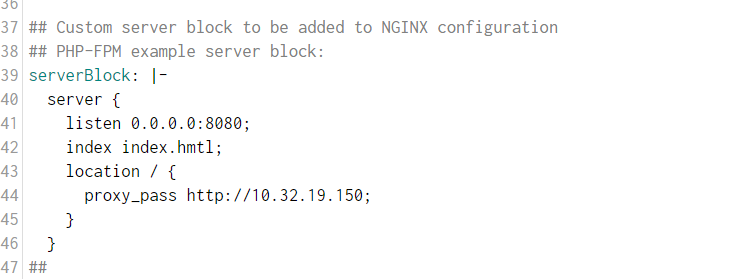 36
37 ## Custom server block to be added to NGINX configuration
38 ## PHP-FPM example server block:
39 serverBlock: |-
40   server {
41     listen 0.0.0.0:8080;
42     index index.hmtl;
43     location / {
44       proxy_pass http://10.32.19.150;
45     }
46   }
47 ##